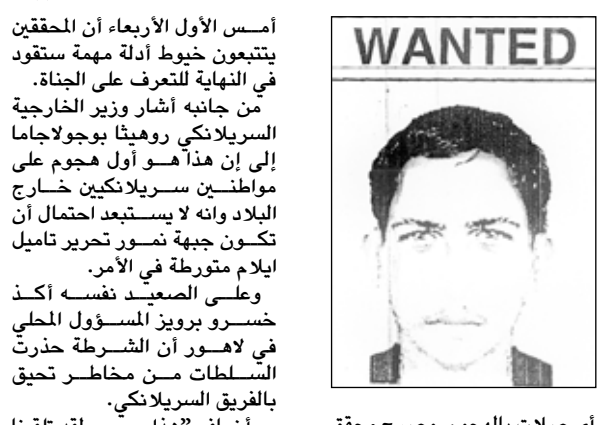 أمس الأول الأربعاء أن المحققين
يتتبعون خيوط أدلة مهمة ستقود
في النهاية للتعرف على الجناة.
من جانبه أشار وزير الخارجية
السريلانكي روهيثا بوجولاجاما
إلى إن هذا هو أول هجوم على
مواطنين سريلانكيين خارج
البلاد وانه لا يستبعد احتمال أن
تكون جبهة نمور تحرير تاميل
ايلام متورطة في الأمر.
وعلى الصعيد نفسه أكد
خسرو برويز المسؤول المحلي
في لاهور أن الشرطة حذرت
السلطات من مخاطر تحيق
بالفريق السريلانكي.
WANTED